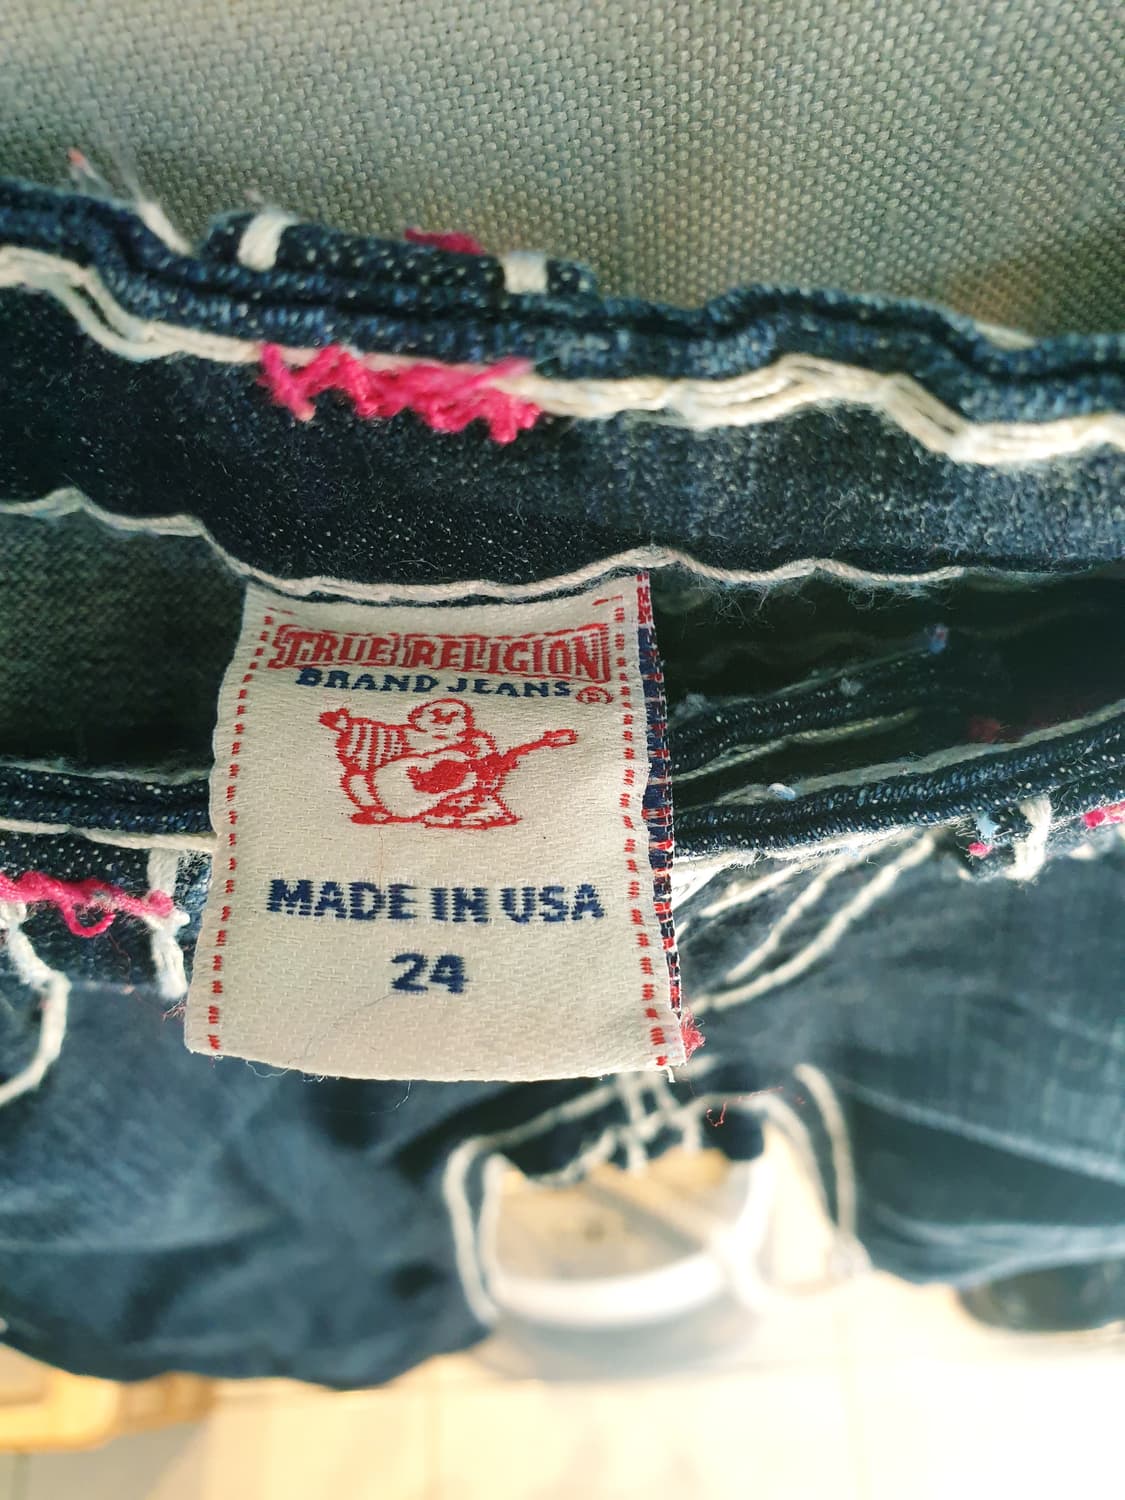 TRUE RELIGION
BRAND JEANS ®
MADE IN USA
24